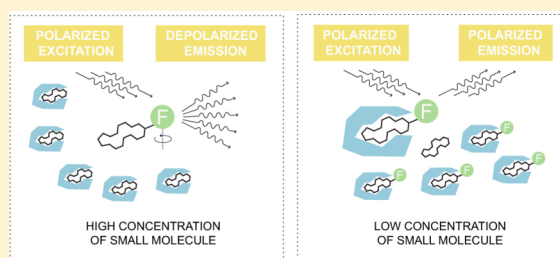 POLARIZED
EXCITATION
DEPOLARIZED
EMISSION
F
HIGH CONCENTRATION
OF SMALL MOLECULE
POLARIZED
EXCITATION
POLARIZED
EMISSION
F
F
F
F
F
LOW CONCENTRATION
OF SMALL MOLECULE